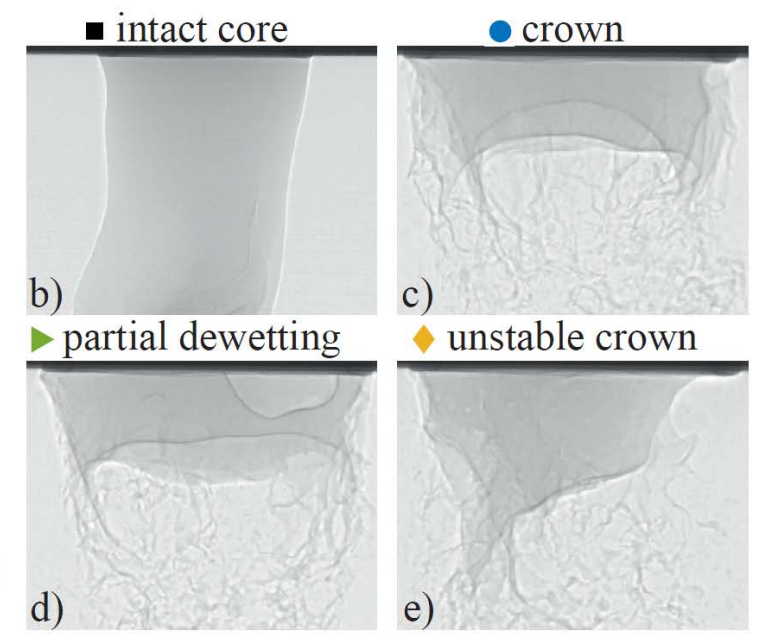 intact core
crown
b)
c)
partial dewetting
unstable crown
d)
e)